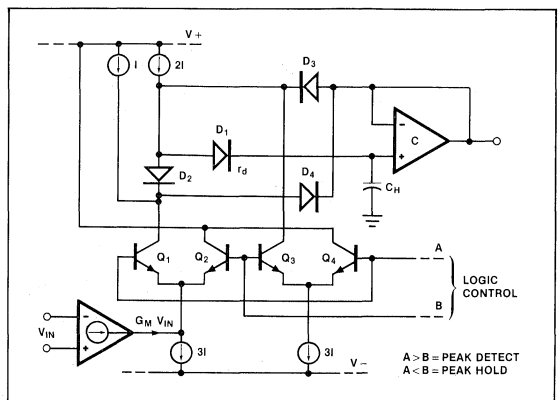 V+
I
2I
D3
D1
rd
C
D2
D4
CH
Q1
Q2
Q3
Q4
A
B
LOGIC
CONTROL
VIN
GM VIN
3I
3I
V−
A > B = PEAK DETECT
A < B = PEAK HOLD
−
+
−
+